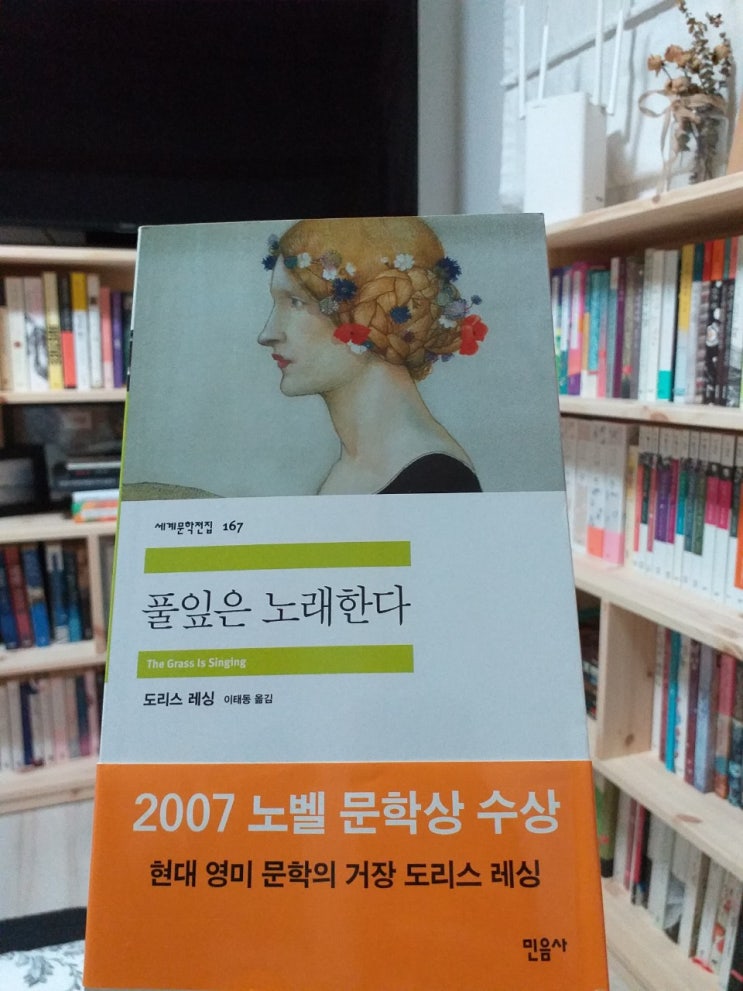 세계문학전집 167
풀잎은 노래한다
The Grass Is Singing
도리스 레싱 이태동 옮김
2007 노벨 문학상 수상
현대 영미 문학의 거장 도리스 레싱
민음사